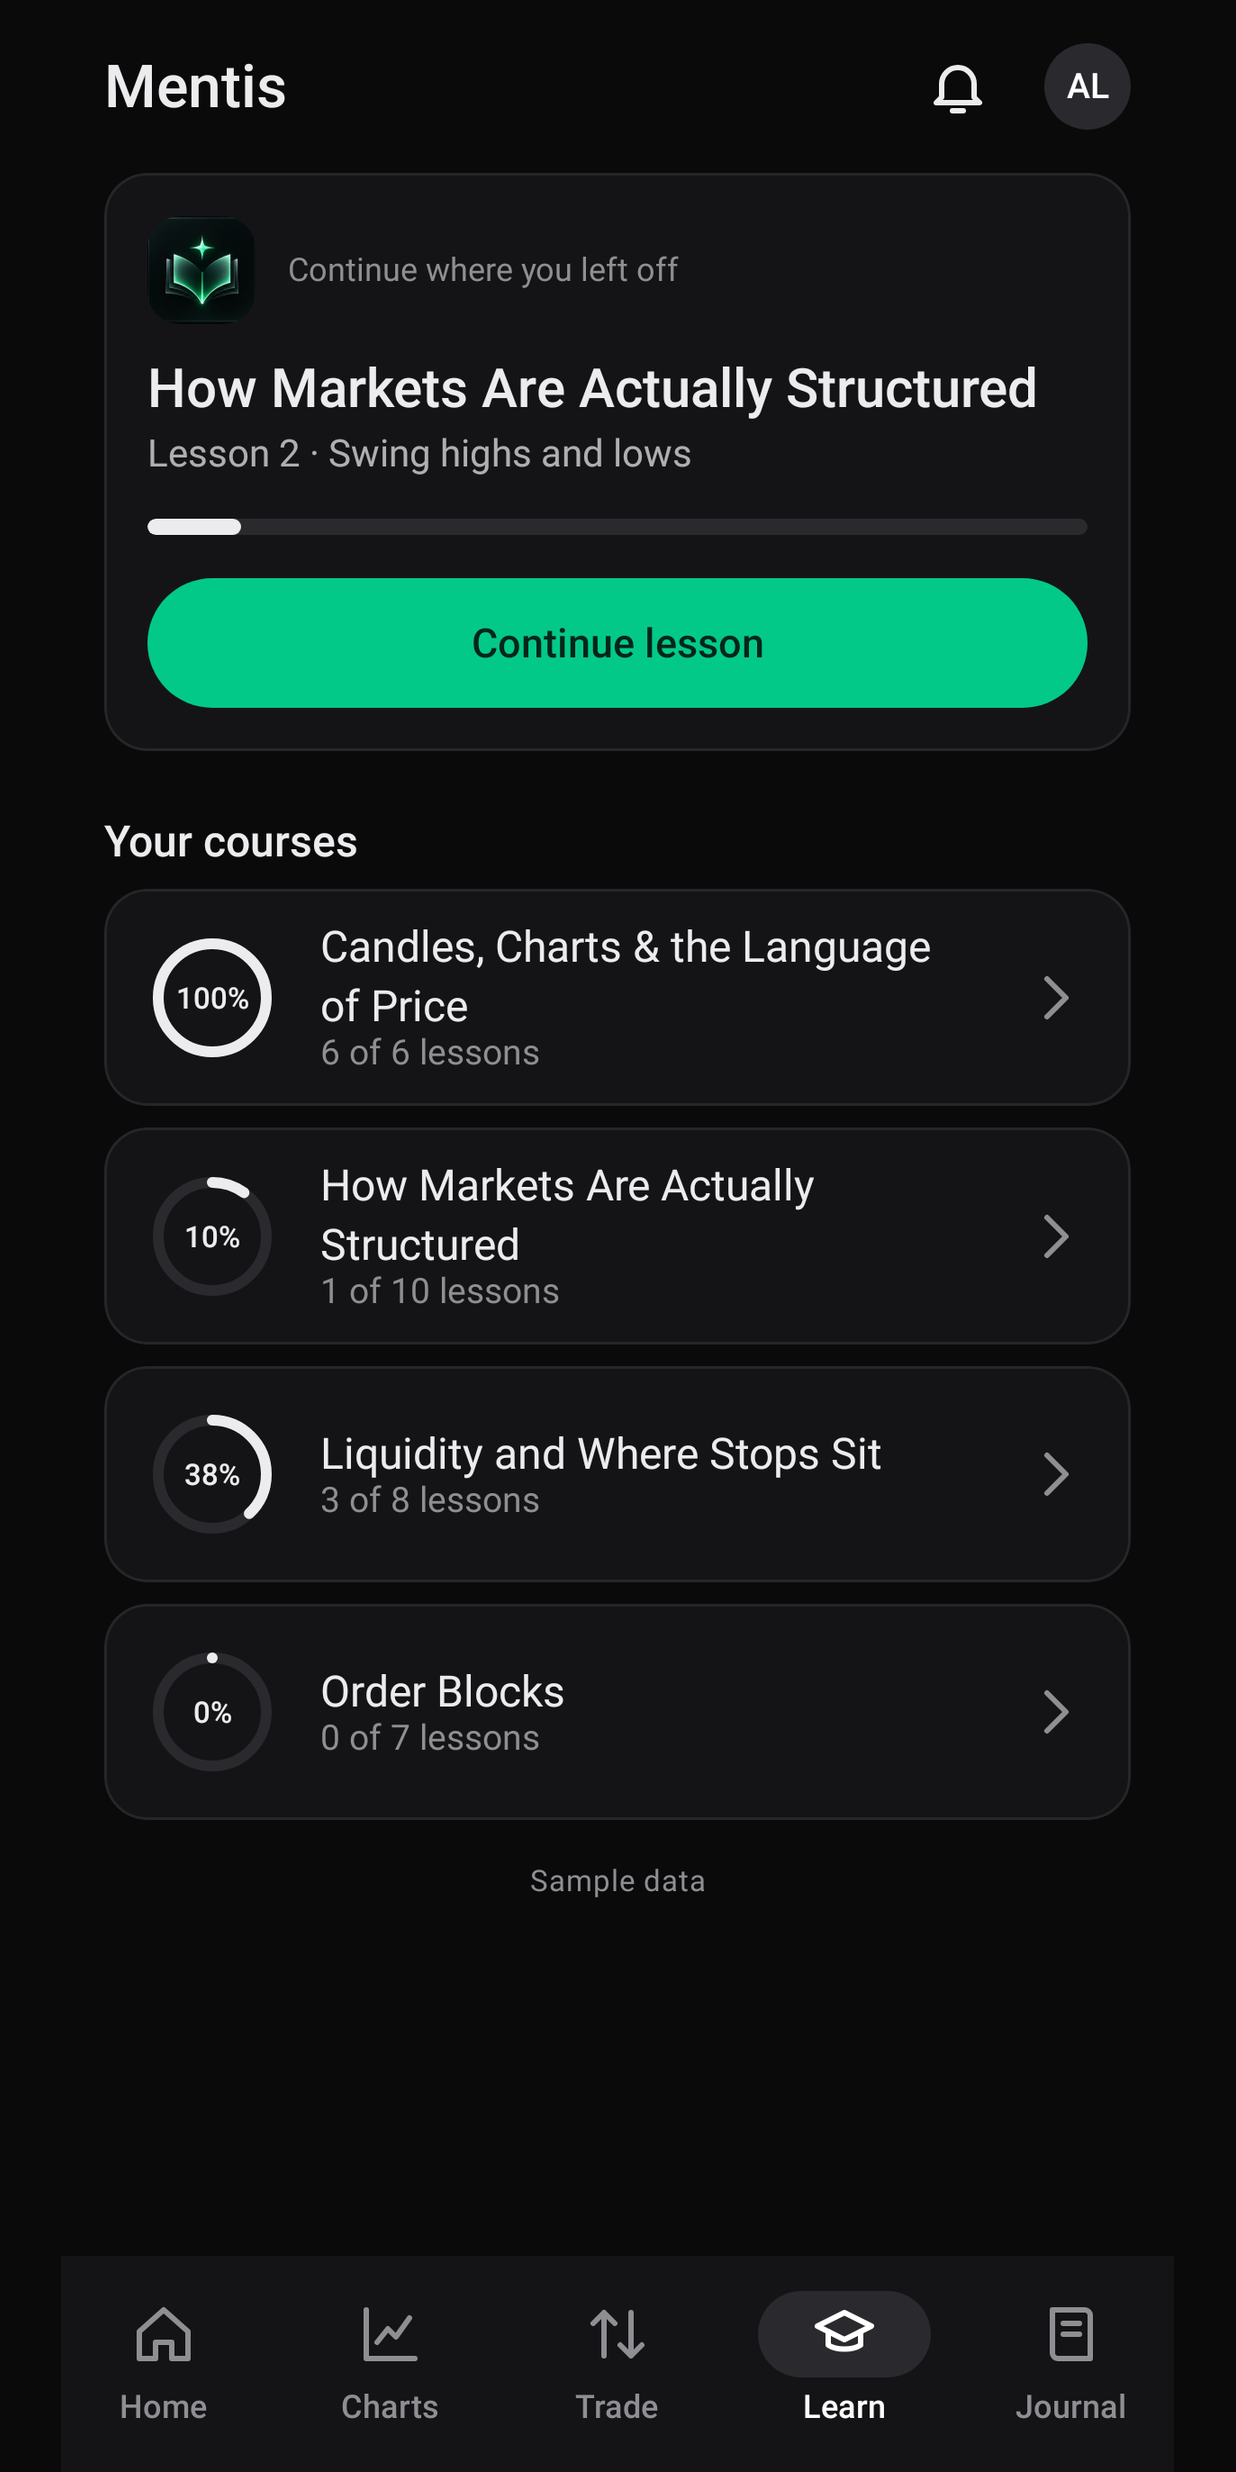 Mentis
AL
Continue where you left off
How Markets Are Actually Structured
Lesson 2 · Swing highs and lows
Continue lesson
Your courses
100%
Candles, Charts & the Language
of Price
6 of 6 lessons
10%
How Markets Are Actually
Structured
1 of 10 lessons
38%
Liquidity and Where Stops Sit
3 of 8 lessons
0%
Order Blocks
0 of 7 lessons
Sample data
Home
Charts
Trade
Learn
Journal